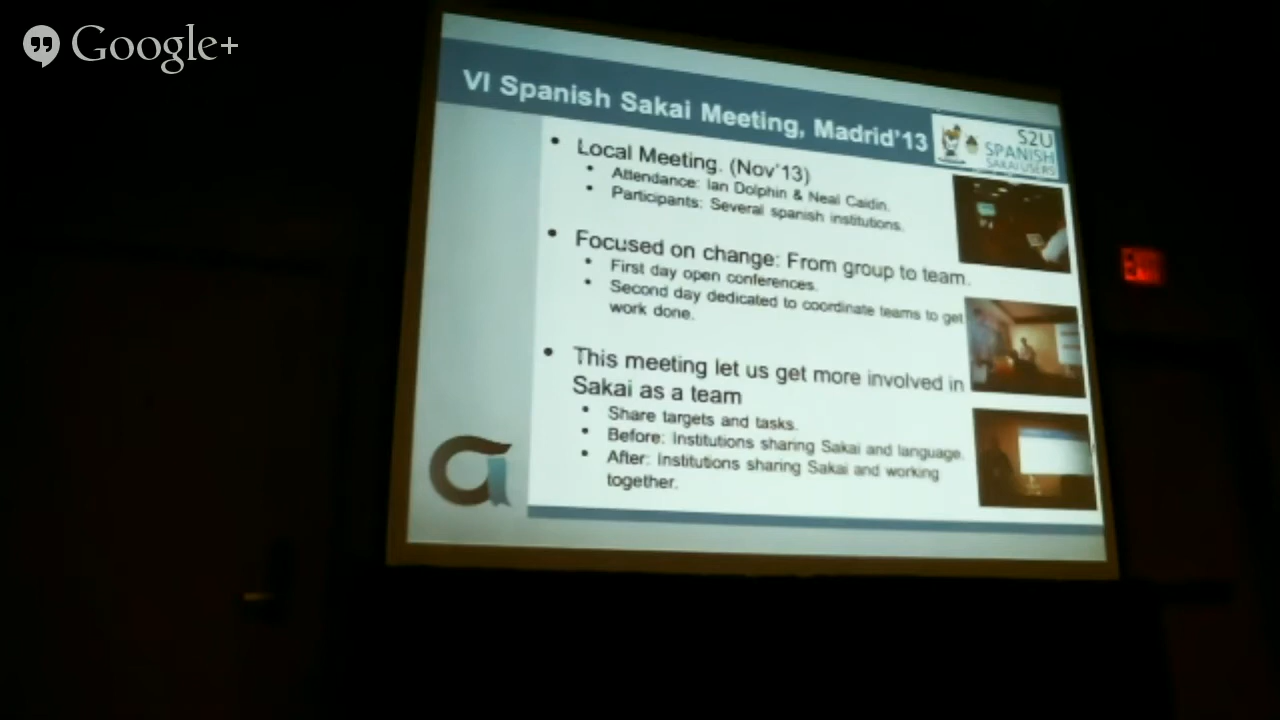 Google+
VI Spanish Sakai Meeting, Madrid'13
S2U
SPANISH
SAKAI USERS
• Local Meeting. (Nov'13)
• Attendance: Ian Dolphin & Neal Caidin.
• Participants: Several spanish institutions.
• Focused on change: From group to team.
• First day open conferences.
• Second day dedicated to coordinate teams to get
work done.
• This meeting let us get more involved in
Sakai as a team
• Share targets and tasks.
• Before: Institutions sharing Sakai and language.
• After: Institutions sharing Sakai and working
together.